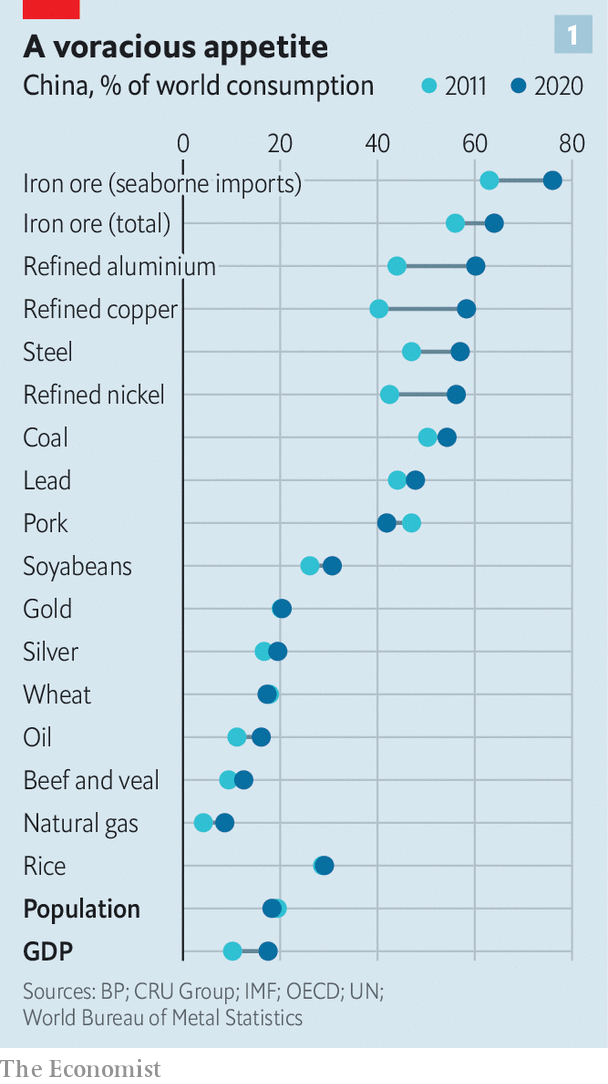 1
A voracious appetite
China, % of world consumption
2011
2020
0 20 40 60 80
Iron ore (seaborne imports)
Iron ore (total)
Refined aluminium
Refined copper
Steel
Refined nickel
Coal
Lead
Pork
Soyabeans
Gold
Silver
Wheat
Oil
Beef and veal
Natural gas
Rice
Population
GDP
Sources: BP; CRU Group; IMF; OECD; UN;
World Bureau of Metal Statistics
The Economist